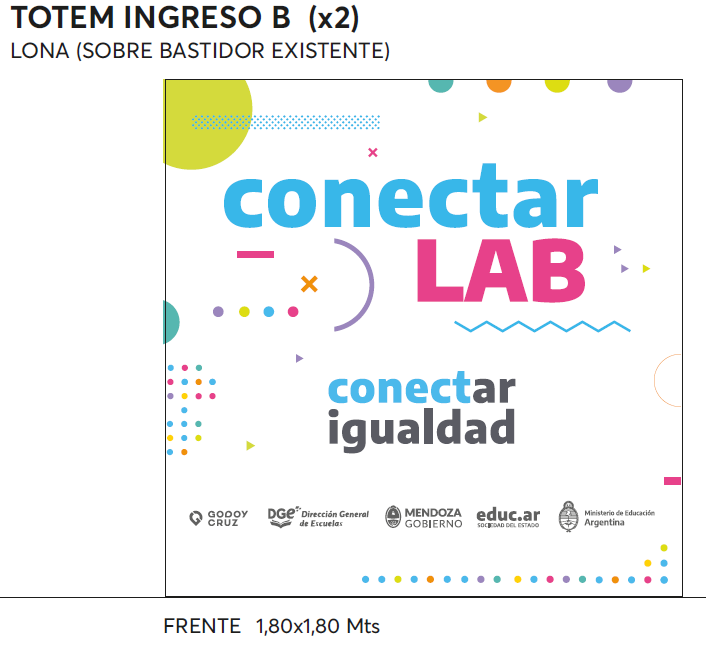 TOTEM INGRESO B (x2)
LONA (SOBRE BASTIDOR EXISTENTE)
conectar
LAB
conectar
igualdad
GODOY
CRUZ
DGE Dirección General
de Escuelas
MENDOZA
GOBIERNO
educ.ar
SOCIEDAD DEL ESTADO
Ministerio de Educación
Argentina
FRENTE 1,80x1,80 Mts